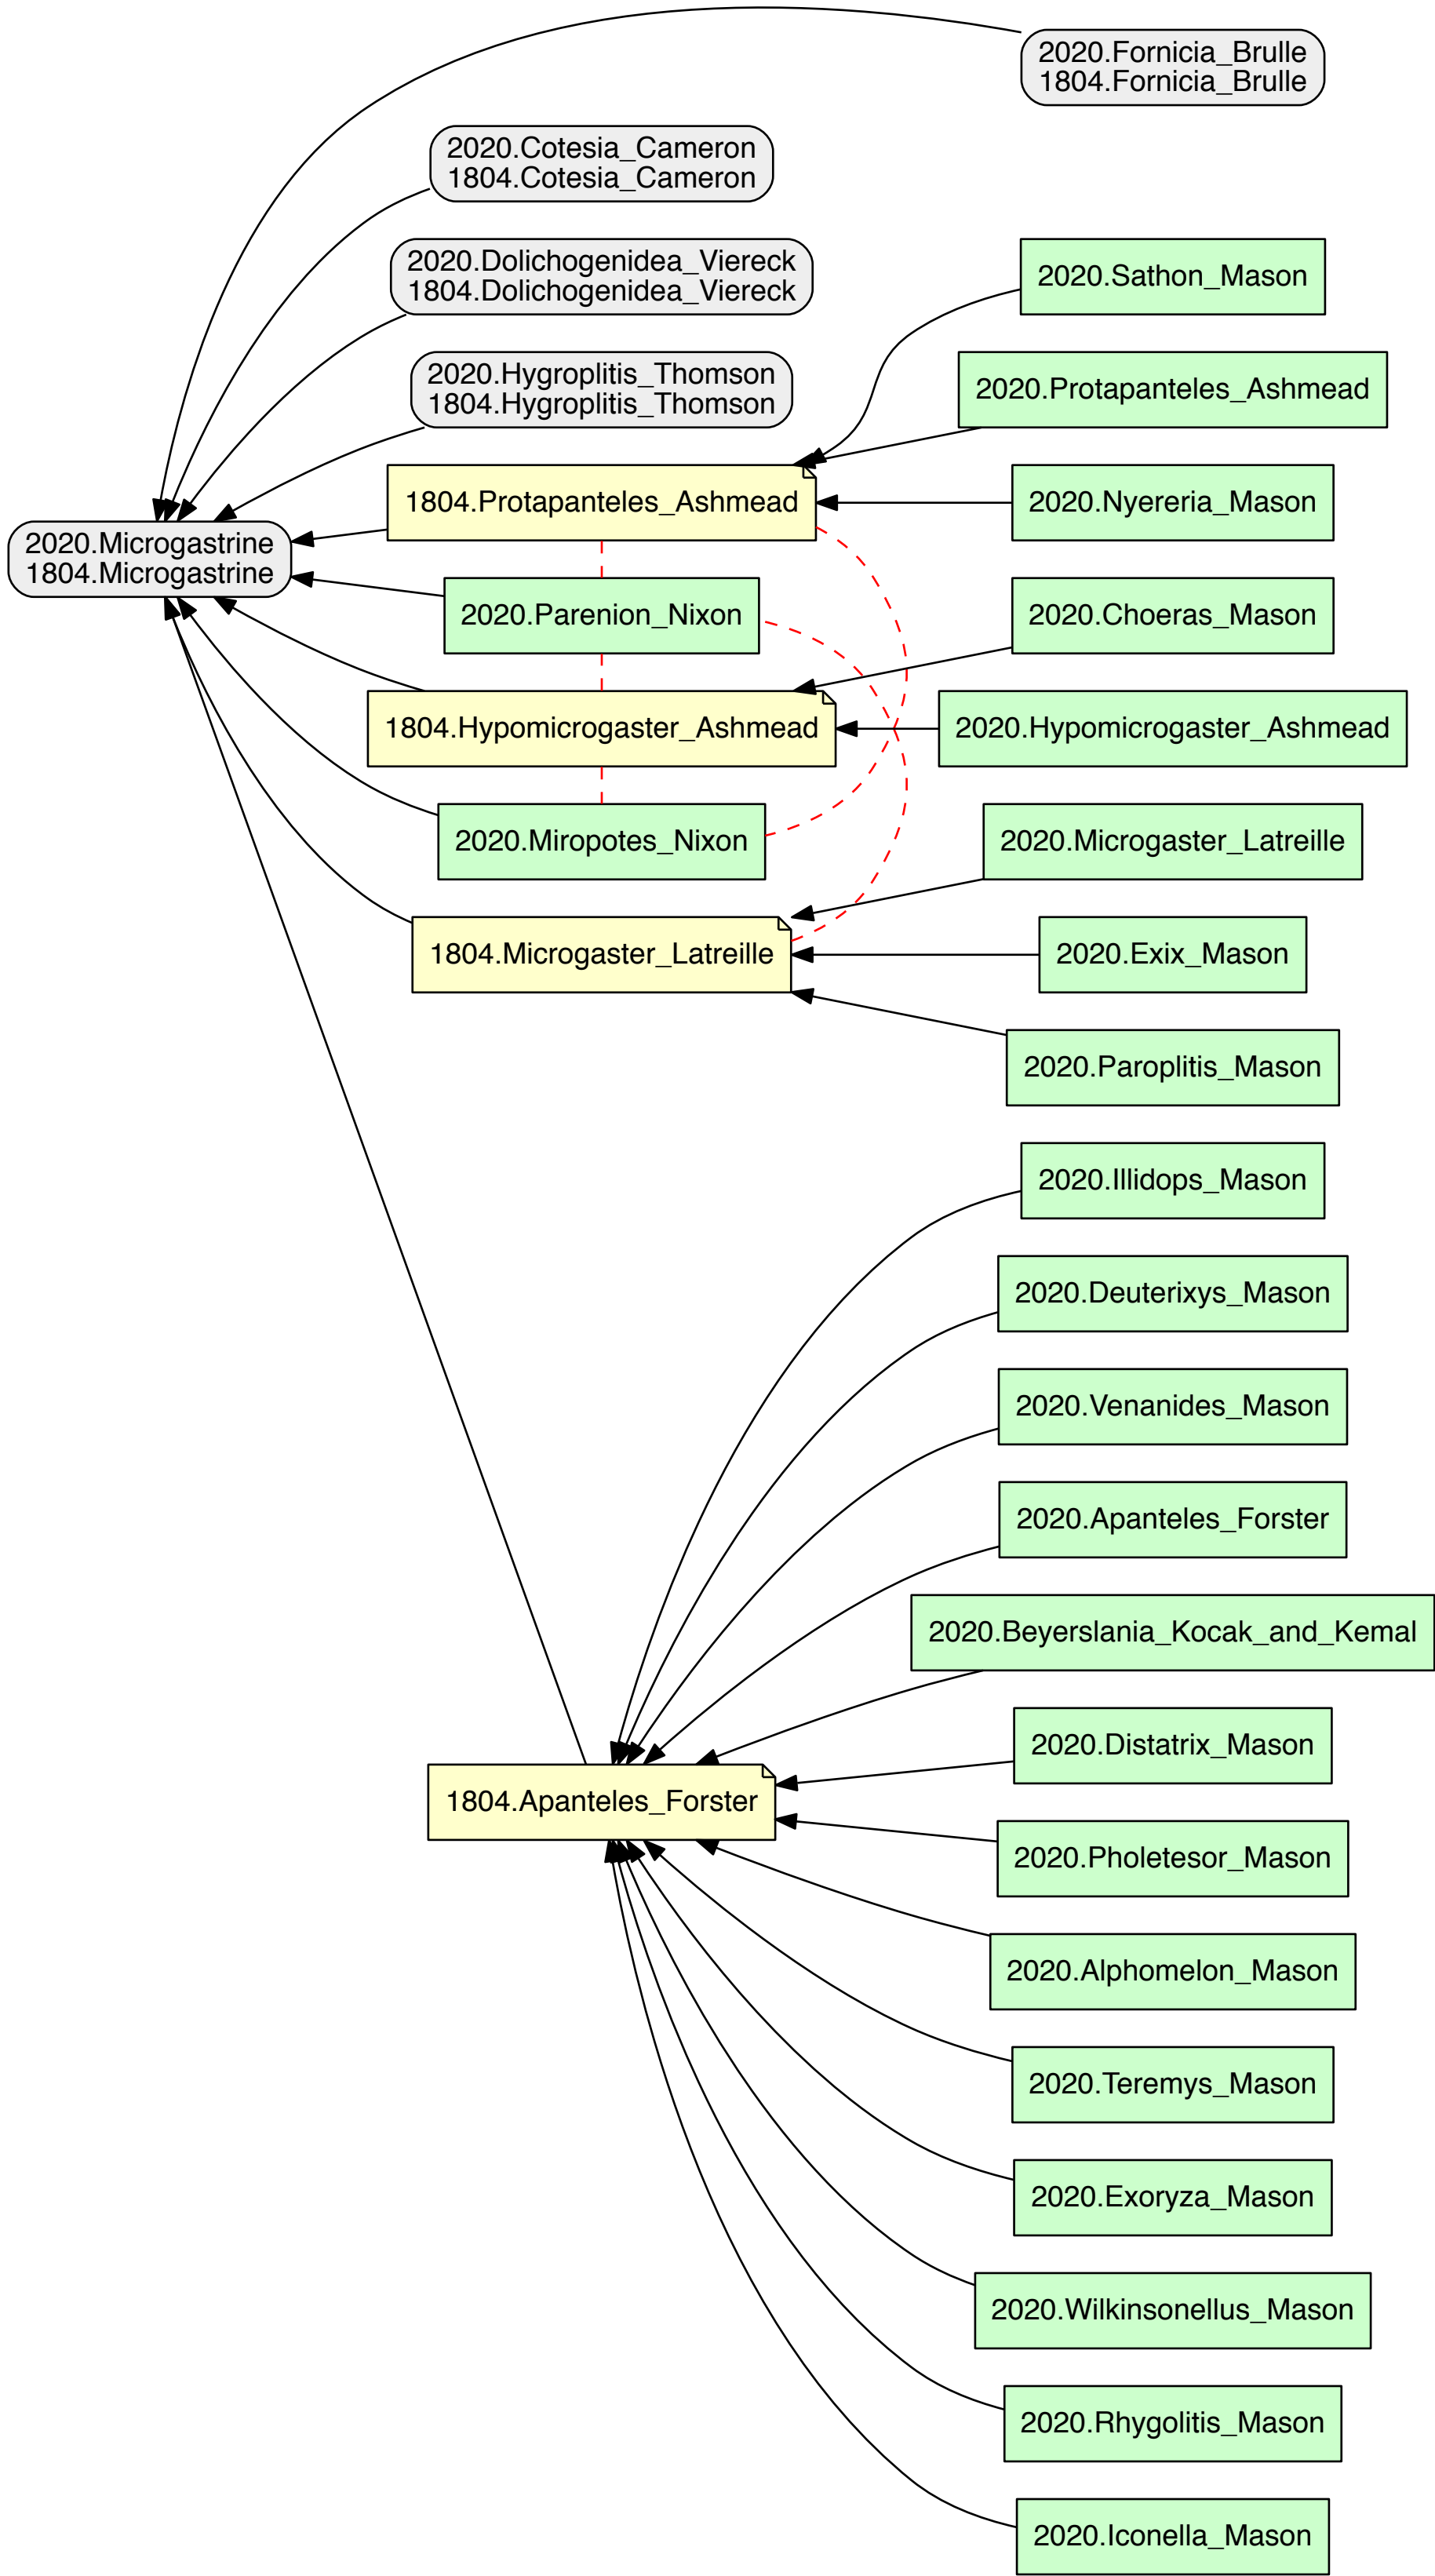 2020.Fornicia_Brulle
1804.Fornicia_Brulle
2020.Cotesia_Cameron
1804.Cotesia_Cameron
2020.Dolichogenidea_Viereck
1804.Dolichogenidea_Viereck
2020.Sathon_Mason
2020.Hygroplitis_Thomson
1804.Hygroplitis_Thomson
2020.Protapanteles_Ashmead
1804.Protapanteles_Ashmead
2020.Nyereria_Mason
2020.Microgastrine
1804.Microgastrine
2020.Parenion_Nixon
2020.Choeras_Mason
1804.Hypomicrogaster_Ashmead
2020.Hypomicrogaster_Ashmead
2020.Miropotes_Nixon
2020.Microgaster_Latreille
1804.Microgaster_Latreille
2020.Exix_Mason
2020.Paroplitis_Mason
2020.Illidops_Mason
2020.Deuterixys_Mason
2020.Venanides_Mason
2020.Apanteles_Forster
2020.Beyerslania_Kocak_and_Kemal
2020.Distatrix_Mason
1804.Apanteles_Forster
2020.Pholetesor_Mason
2020.Alphomelon_Mason
2020.Teremys_Mason
2020.Exoryza_Mason
2020.Wilkinsonellus_Mason
2020.Rhygolitis_Mason
2020.Iconella_Mason